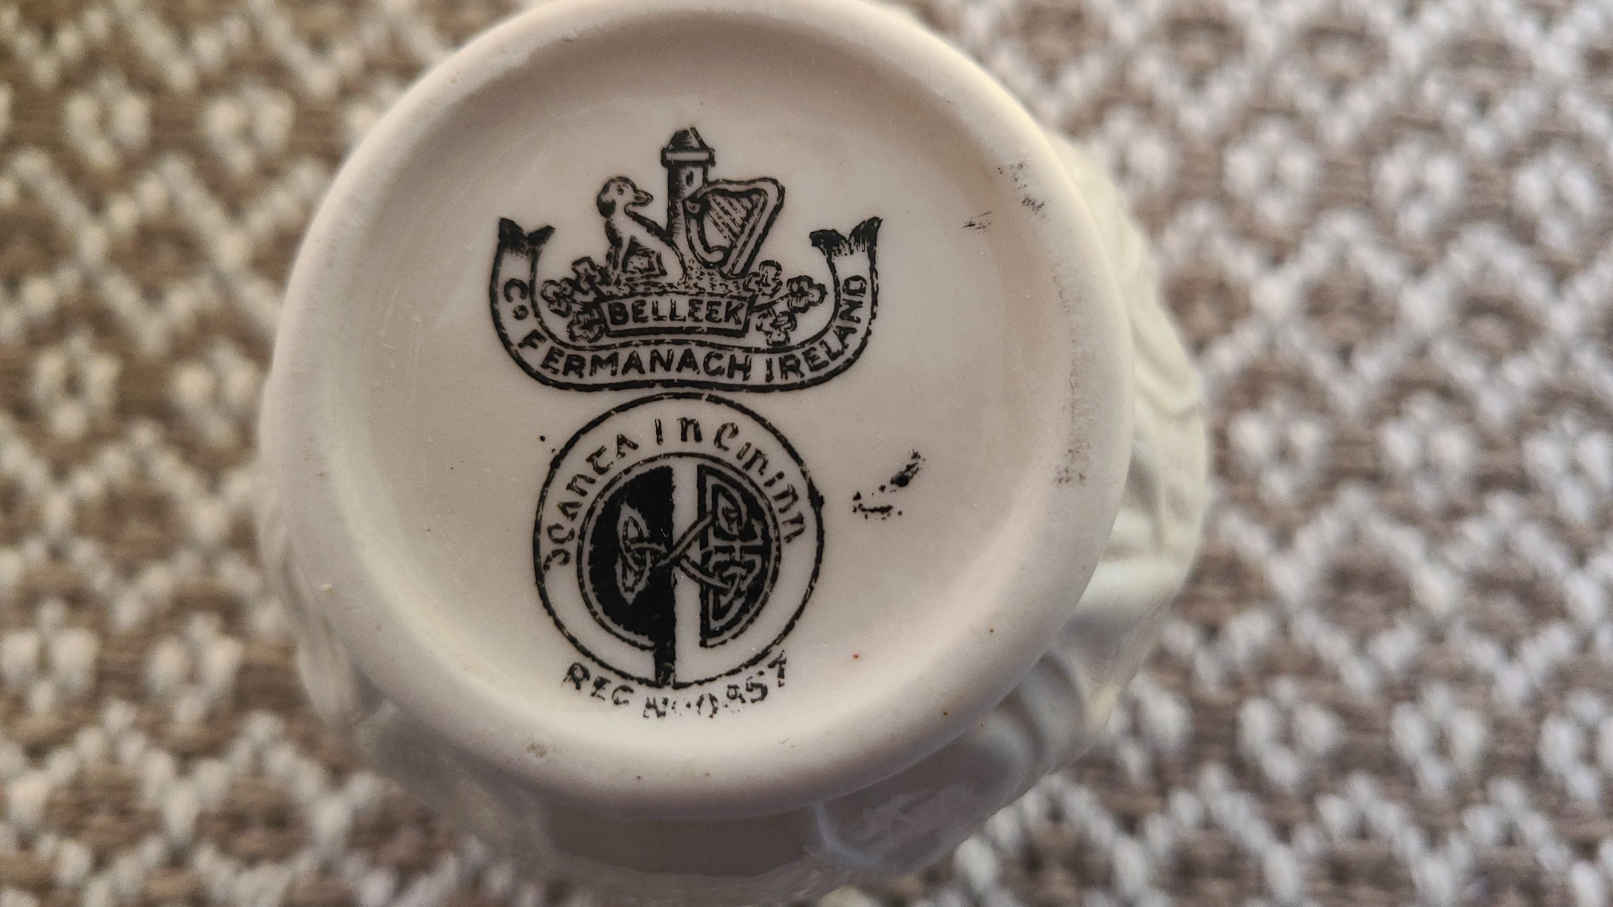 BELLEEK
Co FERMANAGH IRELAND
Deanta In Eirinn
REG No 0857